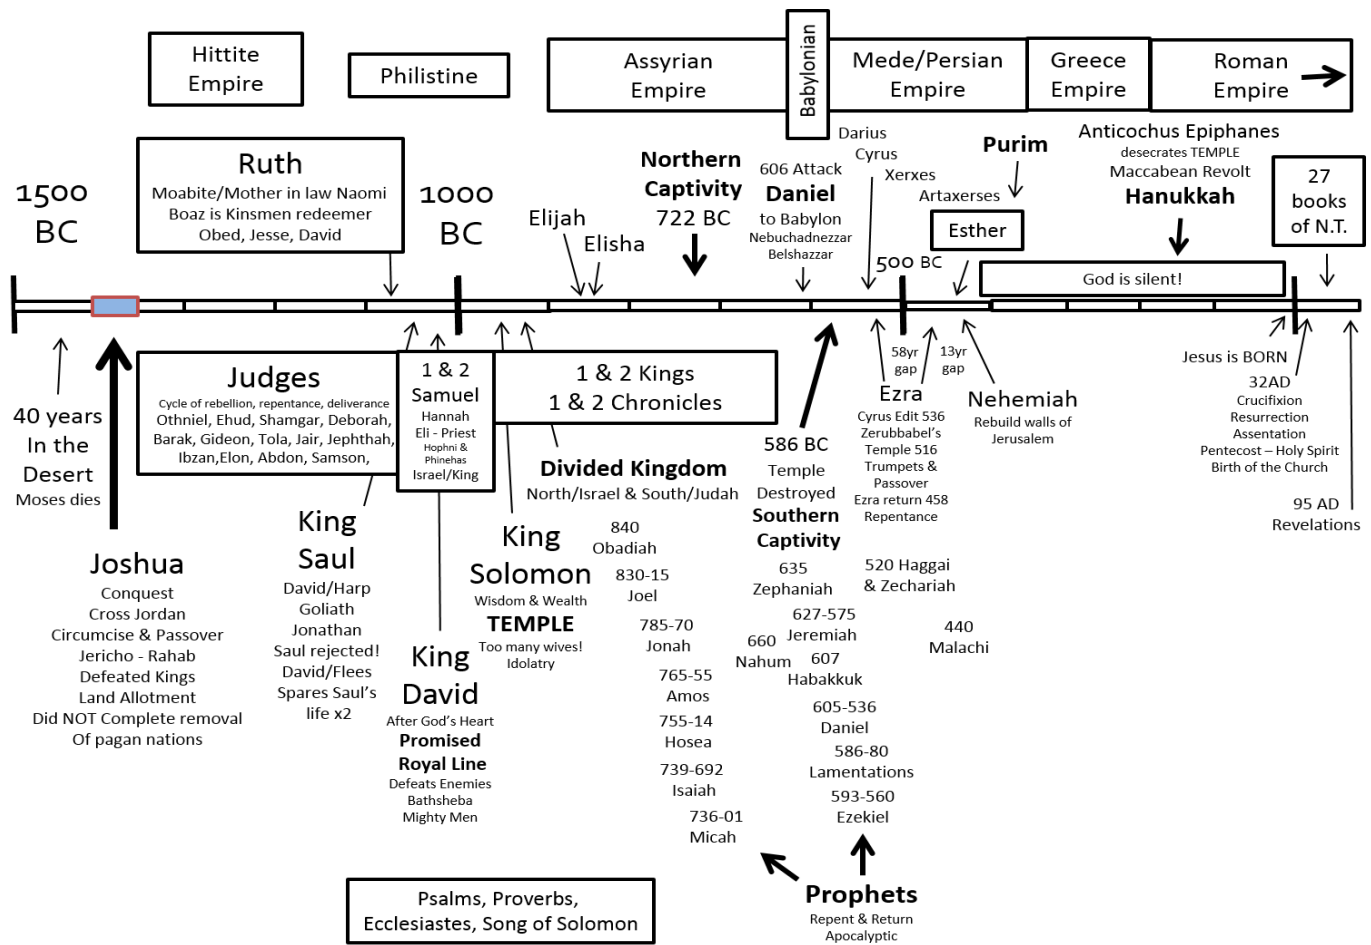 Hittite
Empire
Philistine
Assyrian
Empire
Babylonian
Mede/Persian
Empire
Greece
Empire
Roman
Empire
1500
BC
Ruth
Moabite/Mother in law Naomi
Boaz is Kinsmen redeemer
Obed, Jesse, David
1000
BC
Elijah
Elisha
Northern
Captivity
722 BC
606 Attack
Daniel
to Babylon
Nebuchadnezzar
Belshazzar
Darius
Cyrus
Xerxes
Artaxerses
Purim
Esther
500 BC
Anticochus Epiphanes
desecrates TEMPLE
Maccabean Revolt
Hanukkah
God is silent!
27
books
of N.T.
40 years
In the
Desert
Moses dies
Joshua
Conquest
Cross Jordan
Circumcise & Passover
Jericho - Rahab
Defeated Kings
Land Allotment
Did NOT Complete removal
Of pagan nations
Judges
Cycle of rebellion, repentance, deliverance
Othniel, Ehud, Shamgar, Deborah,
Barak, Gideon, Tola, Jair, Jephthah,
Ibzan,Elon, Abdon, Samson,
King
Saul
David/Harp
Goliath
Jonathan
Saul rejected!
David/Flees
Spares Saul's
life x2
1 & 2
Samuel
Hannah
Eli - Priest
Hophni &
Phinehas
Israel/King
King
David
After God's Heart
Promised
Royal Line
Defeats Enemies
Bathsheba
Mighty Men
1 & 2 Kings
1 & 2 Chronicles
King
Solomon
Wisdom & Wealth
TEMPLE
Too many wives!
Idolatry
Divided Kingdom
North/Israel & South/Judah
840
Obadiah
830-15
Joel
785-70
Jonah
765-55
Amos
755-14
Hosea
739-692
Isaiah
736-01
Micah
586 BC
Temple
Destroyed
Southern
Captivity
635
Zephaniah
627-575
Jeremiah
660
Nahum
607
Habakkuk
605-536
Daniel
586-80
Lamentations
593-560
Ezekiel
Prophets
Repent & Return
Apocalyptic
58yr
gap
13yr
gap
Ezra
Cyrus Edit 536
Zerubbabel's
Temple 516
Trumpets &
Passover
Ezra return 458
Repentance
520 Haggai
& Zechariah
440
Malachi
Nehemiah
Rebuild walls of
Jerusalem
Jesus is BORN
32AD
Crucifixion
Resurrection
Assentation
Pentecost – Holy Spirit
Birth of the Church
95 AD
Revelations
Psalms, Proverbs,
Ecclesiastes, Song of Solomon